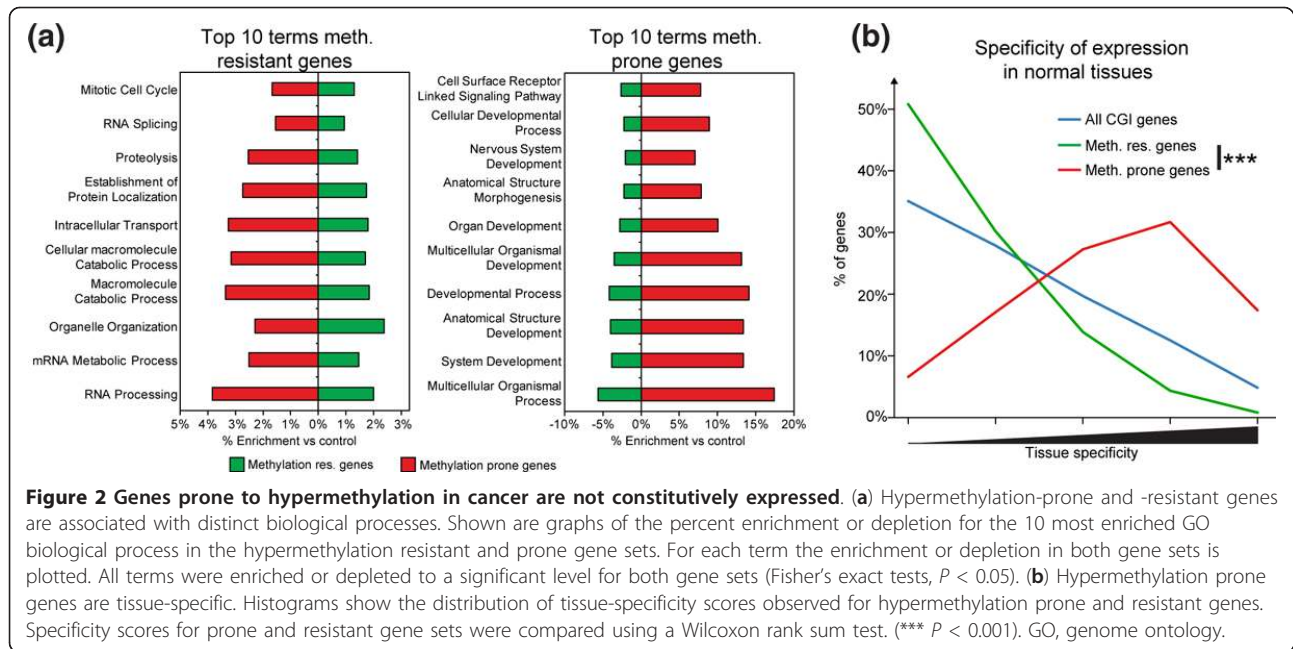 (a)
Top 10 terms meth.
resistant genes
Mitotic Cell Cycle
RNA Splicing
Proteolysis
Establishment of
Protein Localization
Intracellular Transport
Cellular macromolecule
Catabolic Process
Macromolecule
Catabolic Process
Organelle Organization
mRNA Metabolic Process
RNA Processing
5% 4% 3% 2% 1% 0% 1% 2% 3%
% Enrichment vs control
Top 10 terms meth.
prone genes
Cell Surface Receptor
Linked Signaling Pathway
Cellular Developmental
Process
Nervous System
Development
Anatomical Structure
Morphogenesis
Organ Development
Multicellular Organismal
Development
Developmental Process
Anatomical Structure
Development
System Development
Multicellular Organismal
Process
-10% -5% 0% 5% 10% 15% 20%
% Enrichment vs control
Methylation res. genes
Methylation prone genes
(b)
Specificity of expression
in normal tissues
50%
40%
30%
20%
10%
0%
% of genes
All CGI genes
Meth. res. genes
Meth. prone genes
***
Tissue specificity
Figure 2 Genes prone to hypermethylation in cancer are not constitutively expressed. (a) Hypermethylation-prone and -resistant genes
are associated with distinct biological processes. Shown are graphs of the percent enrichment or depletion for the 10 most enriched GO
biological process in the hypermethylation resistant and prone gene sets. For each term the enrichment or depletion in both gene sets is
plotted. All terms were enriched or depleted to a significant level for both gene sets (Fisher's exact tests, P < 0.05). (b) Hypermethylation prone
genes are tissue-specific. Histograms show the distribution of tissue-specificity scores observed for hypermethylation prone and resistant genes.
Specificity scores for prone and resistant gene sets were compared using a Wilcoxon rank sum test. (*** P < 0.001). GO, genome ontology.